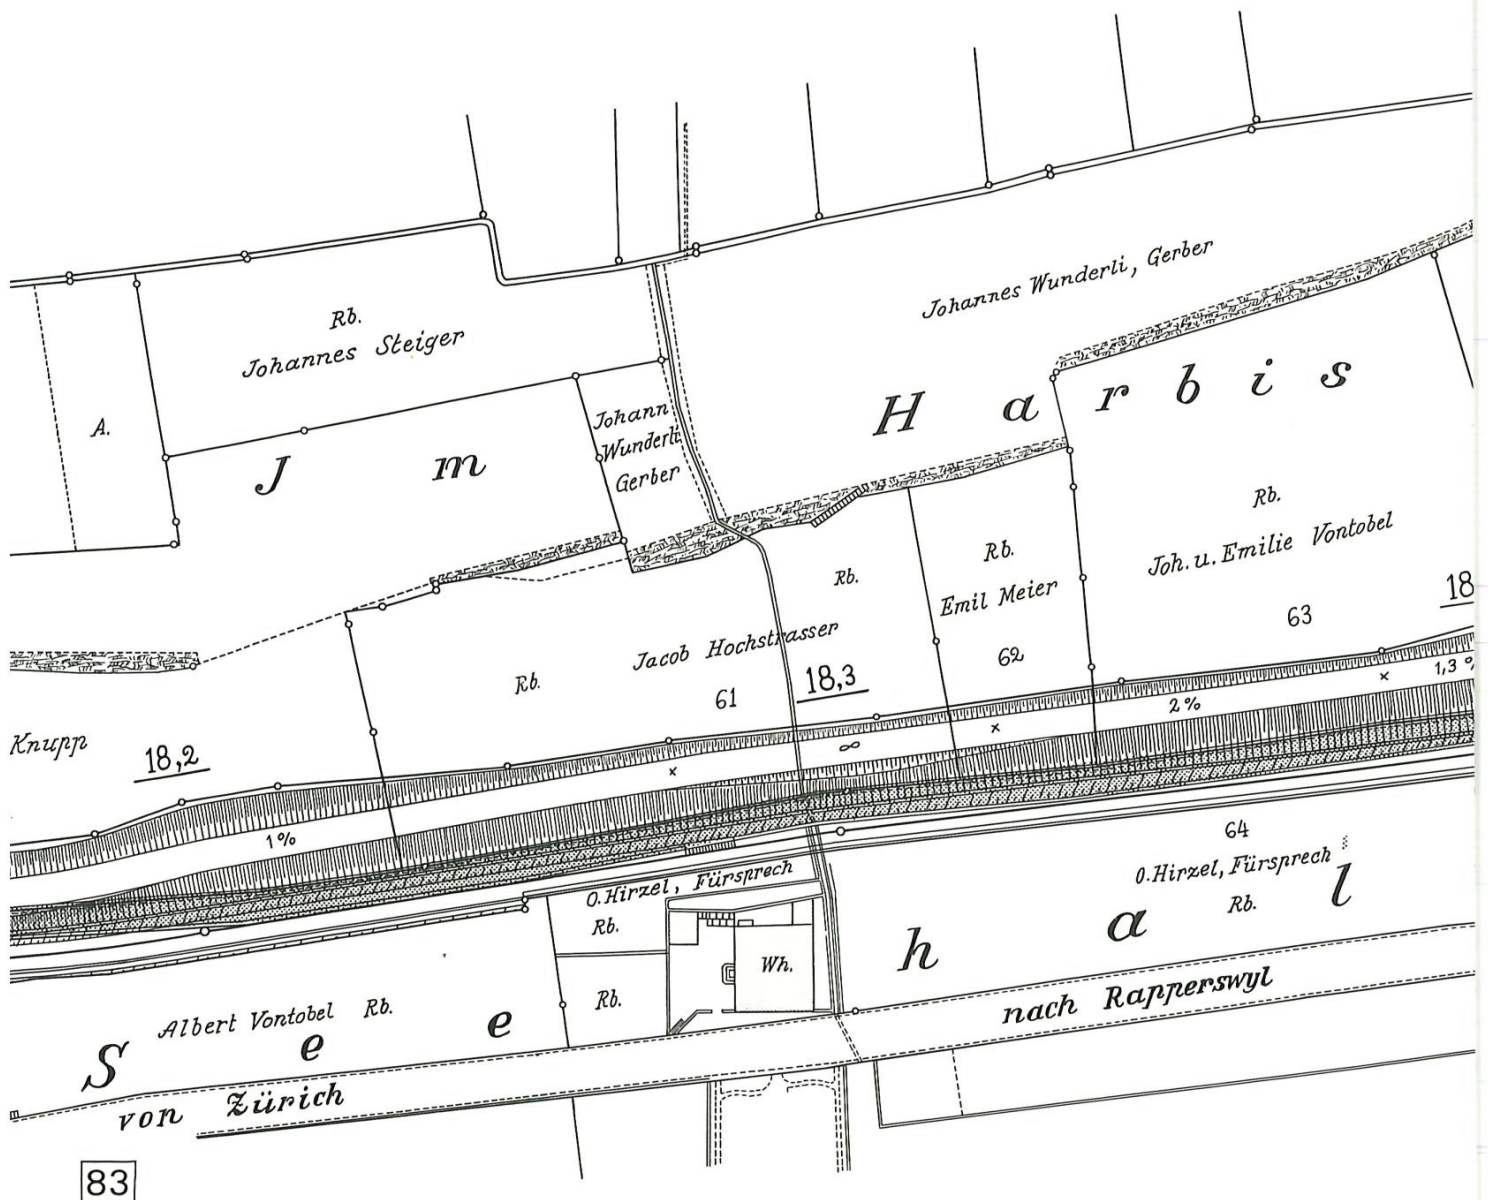 Johannes Wunderli, Gerber
Rb.
Johannes Steiger
H a r b i s
Johann
Wunderli
Gerber
A.
J m
Rb.
Joh. u. Emilie Vontobel
Rb.
Emil Meier
Rb.
18
63
Jacob Hochstrasser
62
Rb.
18,3
61
1,3 %
2 %
Knupp
18,2
∞
x
x
x
1 %
64
O. Hirzel, Fürsprech
Rb.
O. Hirzel, Fürsprech
Rb.
Wh.
Rb.
Albert Vontobel Rb.
S e e h a l
nach Rapperswyl
von Zürich
83